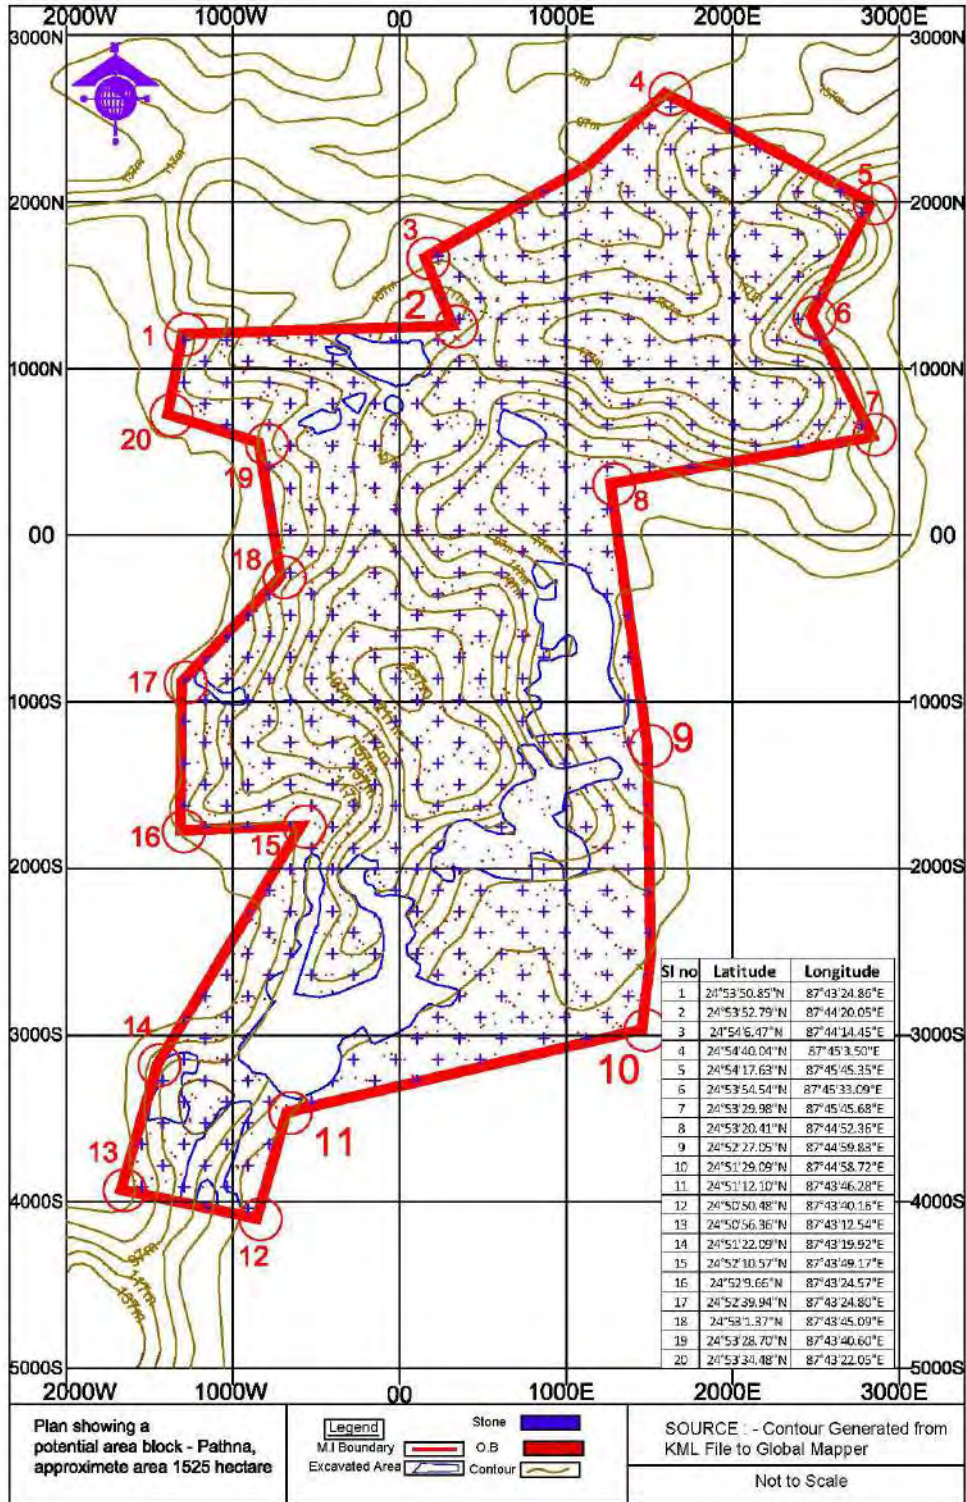 2000W 1000W 00 1000E 2000E 3000E
3000N 3000N
2000N 2000N
1000N 1000N
00 00
1000S 1000S
2000S 2000S
3000S
4000S 4000S
5000S 5000S
2000W 1000W 00 1000E 2000E 3000E
1
2
3
4
5
6
7
8
9
10
11
12
13
14
15
16
17
18
19
20
97m
117m
137m
Sl no Latitude Longitude
1 24°53'50.85"N 87°43'24.86"E
2 24°53'52.79"N 87°44'20.05"E
3 24°54'6.47"N 87°44'14.45"E
4 24°54'40.04"N 87°45'3.50"E
5 24°54'17.63"N 87°45'45.35"E
6 24°53'54.54"N 87°45'33.09"E
7 24°53'29.98"N 87°45'45.68"E
8 24°53'20.41"N 87°44'52.36"E
9 24°52'27.05"N 87°44'59.83"E
10 24°51'29.09"N 87°44'58.72"E
11 24°51'12.10"N 87°43'46.28"E
12 24°50'50.48"N 87°43'40.16"E
13 24°50'56.36"N 87°43'12.54"E
14 24°51'22.09"N 87°43'19.92"E
15 24°52'10.57"N 87°43'49.17"E
16 24°52'9.66"N 87°43'24.57"E
17 24°52'39.94"N 87°43'24.80"E
18 24°53'1.37"N 87°43'45.09"E
19 24°53'28.70"N 87°43'40.60"E
20 24°53'34.48"N 87°43'22.05"E
Plan showing a
potential area block - Pathna,
approximete area 1525 hectare
Legend Stone
M.I Boundary O.B
Excavated Area Contour
SOURCE : - Contour Generated from
KML File to Global Mapper
Not to Scale